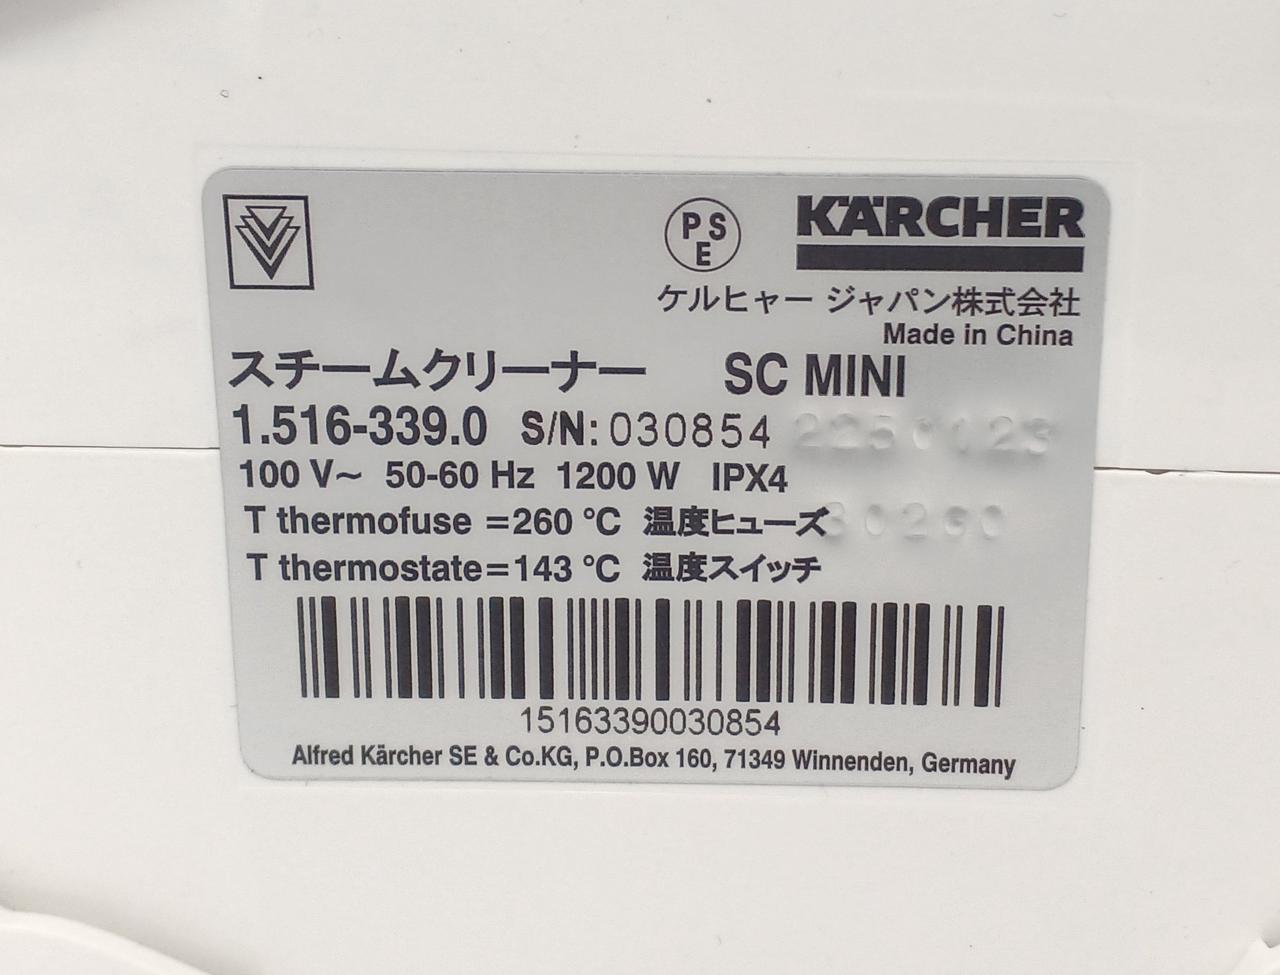 PSE
KÄRCHER
ケルヒャー ジャパン株式会社
Made in China
スチームクリーナー SC MINI
1.516-339.0 S/N: 030854
100 V~ 50-60 Hz 1200 W IPX4
T thermofuse =260 °C 温度ヒューズ
T thermostate=143 °C 温度スイッチ
15163390030854
Alfred Kärcher SE & Co.KG, P.O.Box 160, 71349 Winnenden, Germany